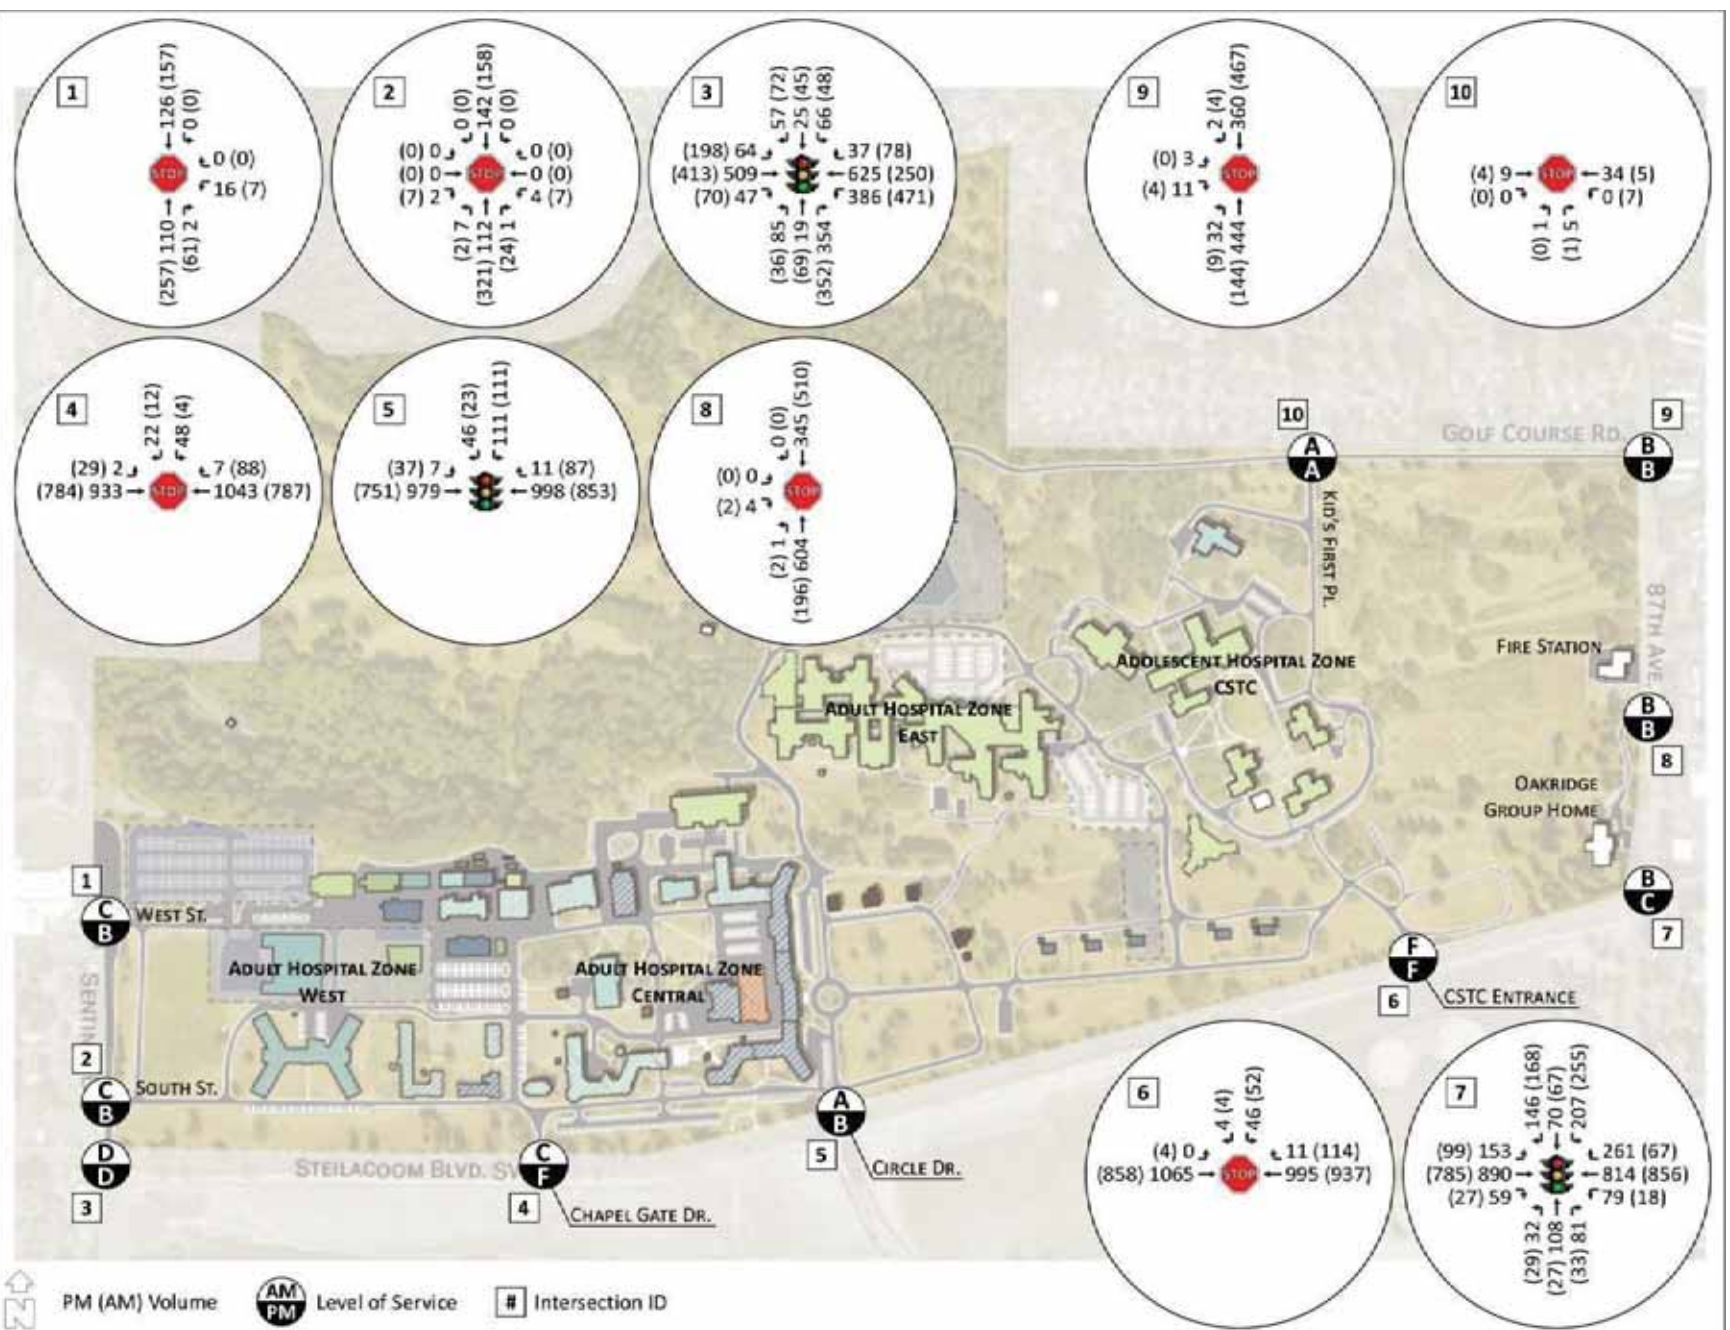 1
126 (157)
0 (0)
0 (0)
16 (7)
(257) 110
(61) 2
STOP
2
0 (0)
142 (158)
0 (0)
(0) 0
(0) 0
(7) 2
0 (0)
0 (0)
4 (7)
(2) 7
(321) 112
(24) 1
STOP
3
57 (72)
25 (45)
66 (48)
(198) 64
(413) 509
(70) 47
37 (78)
625 (250)
386 (471)
(36) 85
(69) 19
(352) 354
9
2 (4)
360 (467)
(0) 3
(4) 11
(9) 32
(144) 444
STOP
10
(4) 9
(0) 0
34 (5)
0 (7)
(0) 1
(1) 5
STOP
4
22 (12)
48 (4)
(29) 2
(784) 933
7 (88)
1043 (787)
STOP
5
46 (23)
111 (111)
(37) 7
(751) 979
11 (87)
998 (853)
8
0 (0)
345 (510)
(0) 0
(2) 4
(2) 1
(196) 604
STOP
10
A
A
GOLF COURSE RD.
9
B
B
KID'S FIRST PL.
87TH AVE.
FIRE STATION
ADOLESCENT HOSPITAL ZONE
CSTC
ADULT HOSPITAL ZONE
EAST
B
B
8
OAKRIDGE
GROUP HOME
B
C
7
1
C
B
WEST ST.
ADULT HOSPITAL ZONE
WEST
ADULT HOSPITAL ZONE
CENTRAL
F
F
6
CSTC ENTRANCE
2
C
B
SOUTH ST.
D
D
3
STEILACOOM BLVD. SW
C
F
4
CHAPEL GATE DR.
A
B
5
CIRCLE DR.
6
4 (4)
46 (52)
(4) 0
(858) 1065
11 (114)
995 (937)
STOP
7
146 (168)
70 (67)
207 (255)
(99) 153
(785) 890
(27) 59
261 (67)
814 (856)
79 (18)
(29) 32
(27) 108
(33) 81
N
PM (AM) Volume
AM
PM
Level of Service
# Intersection ID